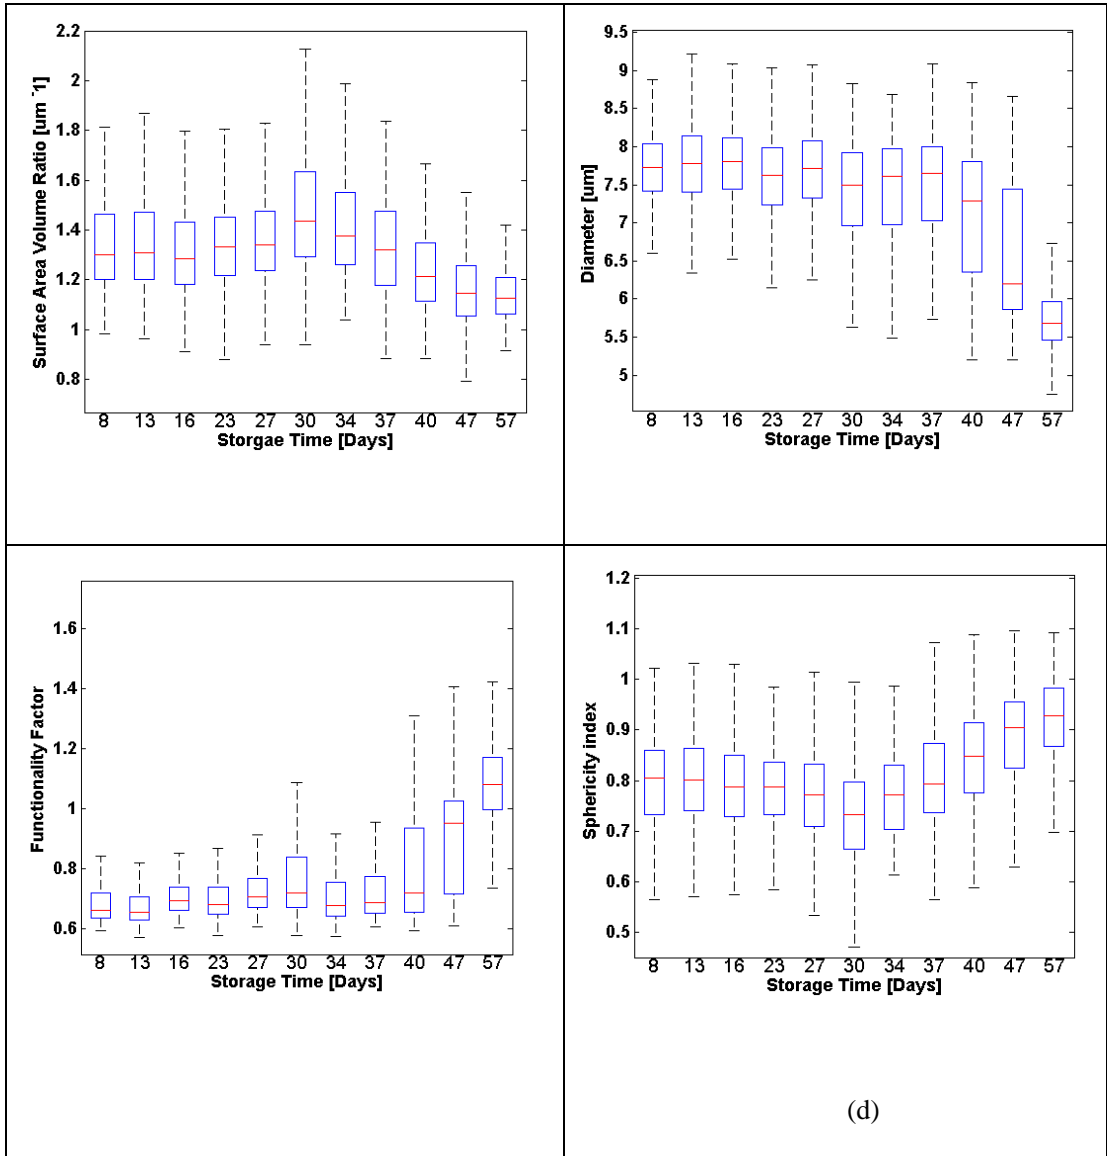 2.2
2
1.8
1.6
1.4
1.2
1
0.8
Surface Area Volume Ratio [um^-1]
8 13 16 23 27 30 34 37 40 47 57
Storgae Time [Days]
9.5
9
8.5
8
7.5
7
6.5
6
5.5
5
Diameter [um]
8 13 16 23 27 30 34 37 40 47 57
Storage Time [Days]
1.6
1.4
1.2
1
0.8
0.6
Functionality Factor
8 13 16 23 27 30 34 37 40 47 57
Storage Time [Days]
1.2
1.1
1
0.9
0.8
0.7
0.6
0.5
Sphericity index
8 13 16 23 27 30 34 37 40 47 57
Storage Time [Days]
(d)